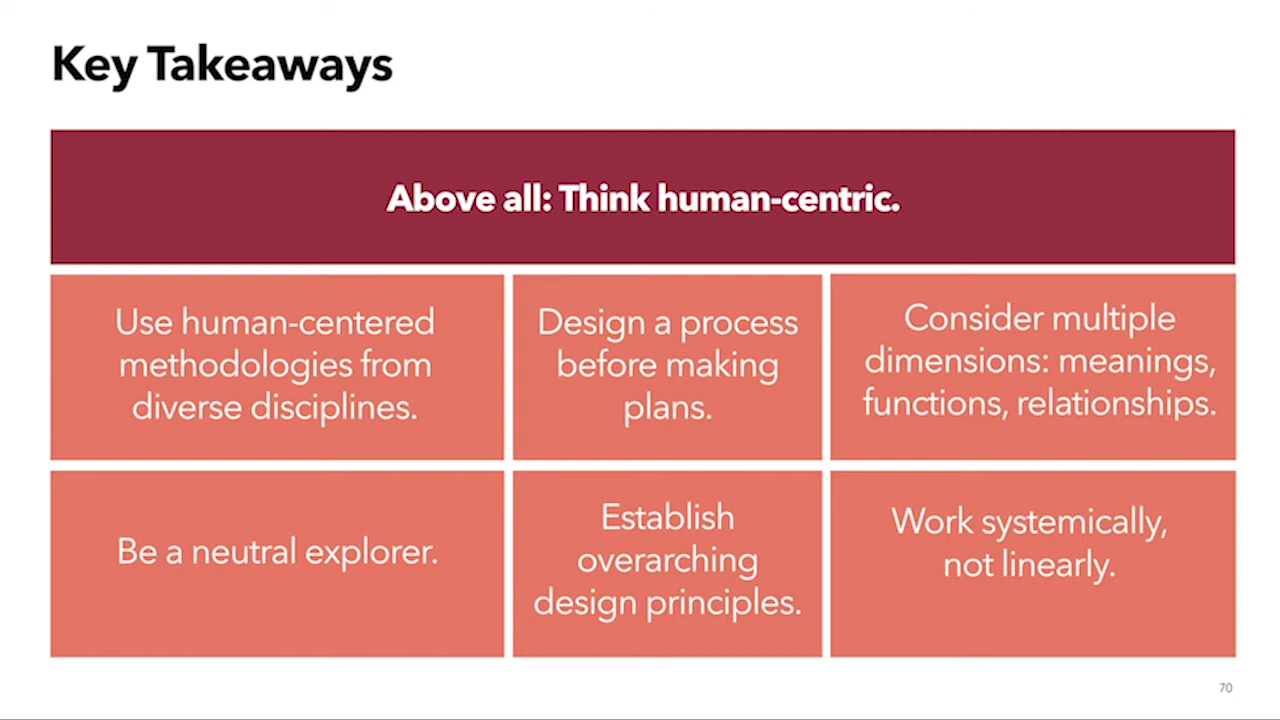 Key Takeaways
Above all: Think human-centric.
Use human-centered
methodologies from
diverse disciplines.
Design a process
before making
plans.
Consider multiple
dimensions: meanings,
functions, relationships.
Be a neutral explorer.
Establish
overarching
design principles.
Work systemically,
not linearly.
70